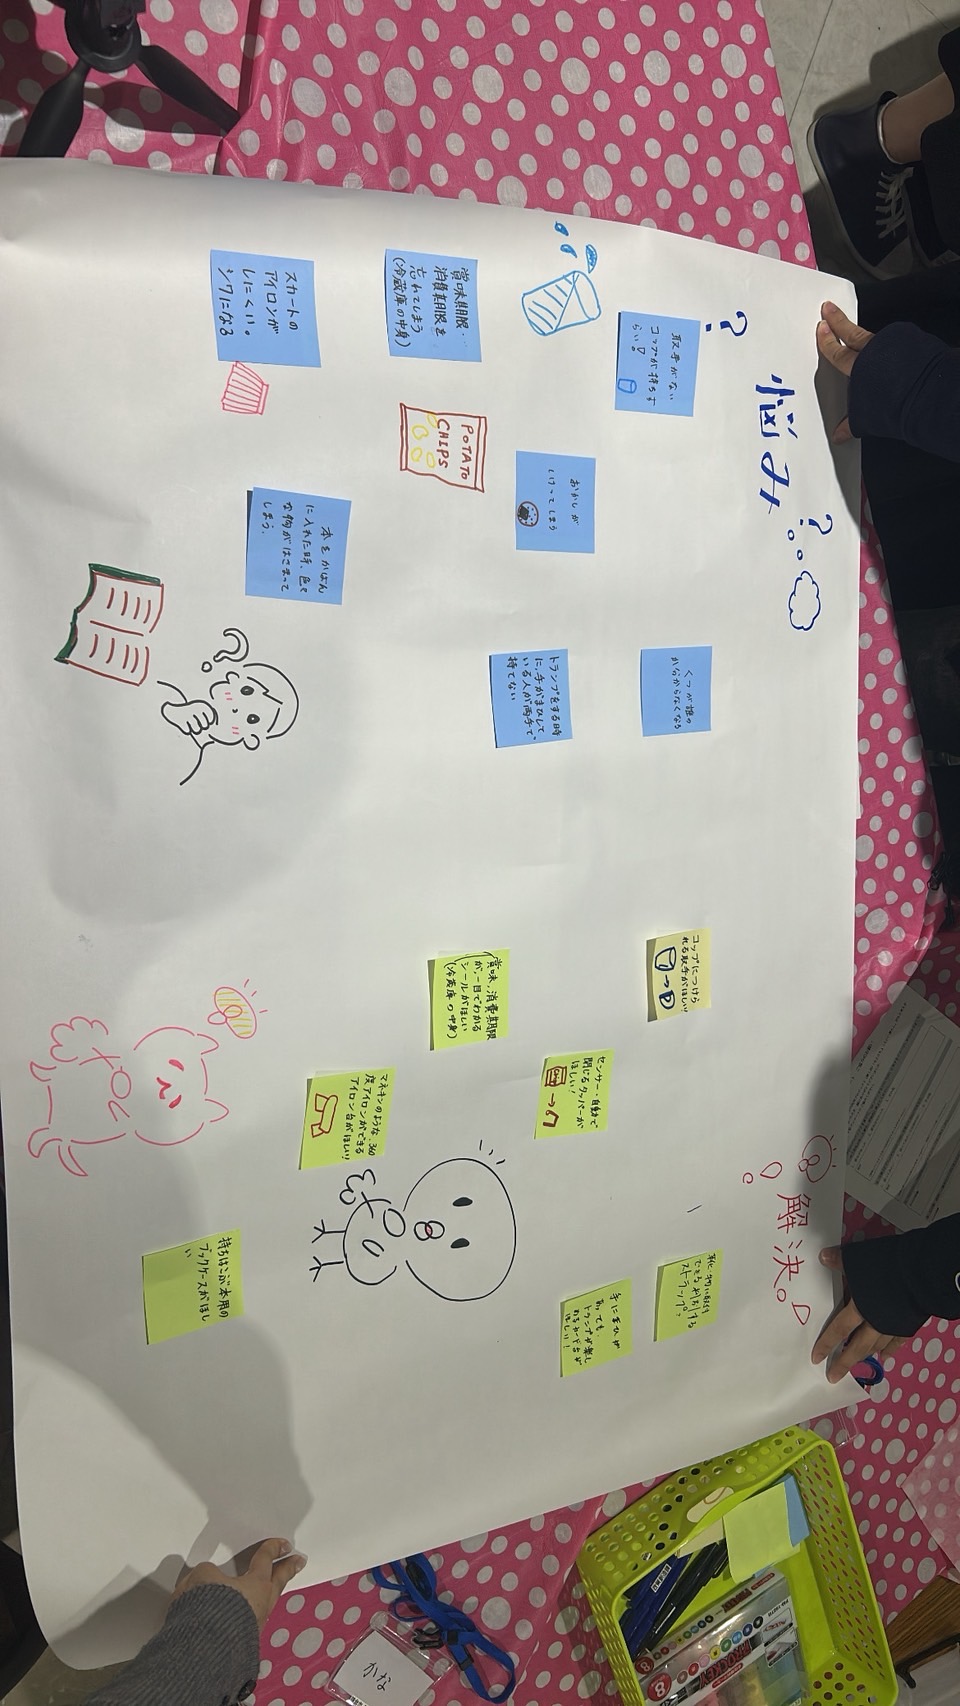 悩み
?
?
取手がない
コップが持ちず
らい!
くつが誰の
か分からなくなる
おかしが
しけってしまう
トランプをする時
に、手がまひして
いる人が両手で
持てない
賞味期限・
消費期限を
忘れてしまう
(冷蔵庫の中身)
POTATO
CHIPS
スカートの
アイロンが
しにくい。
シワになる
本をかばん
に入れた時、色々
な物がはさまって
しまう。
?
解決。
!
コップにつけら
れる取手がほしい!!
靴化・物に取付
できる
ストラップ。
センサー・自動で
閉じるタッパーが
ほしい!
Chip
手にまひが
あっても、
トランプが楽し
めるカード台が
ほしい!
賞味、消費期限
が、一目でわかる
シールがほしい
(冷蔵庫の中身)
マネキンのような、360
度アイロンができる
アイロン台がほしい!!
持ちはこぶ本用の
ブックケースがほし
い
かな